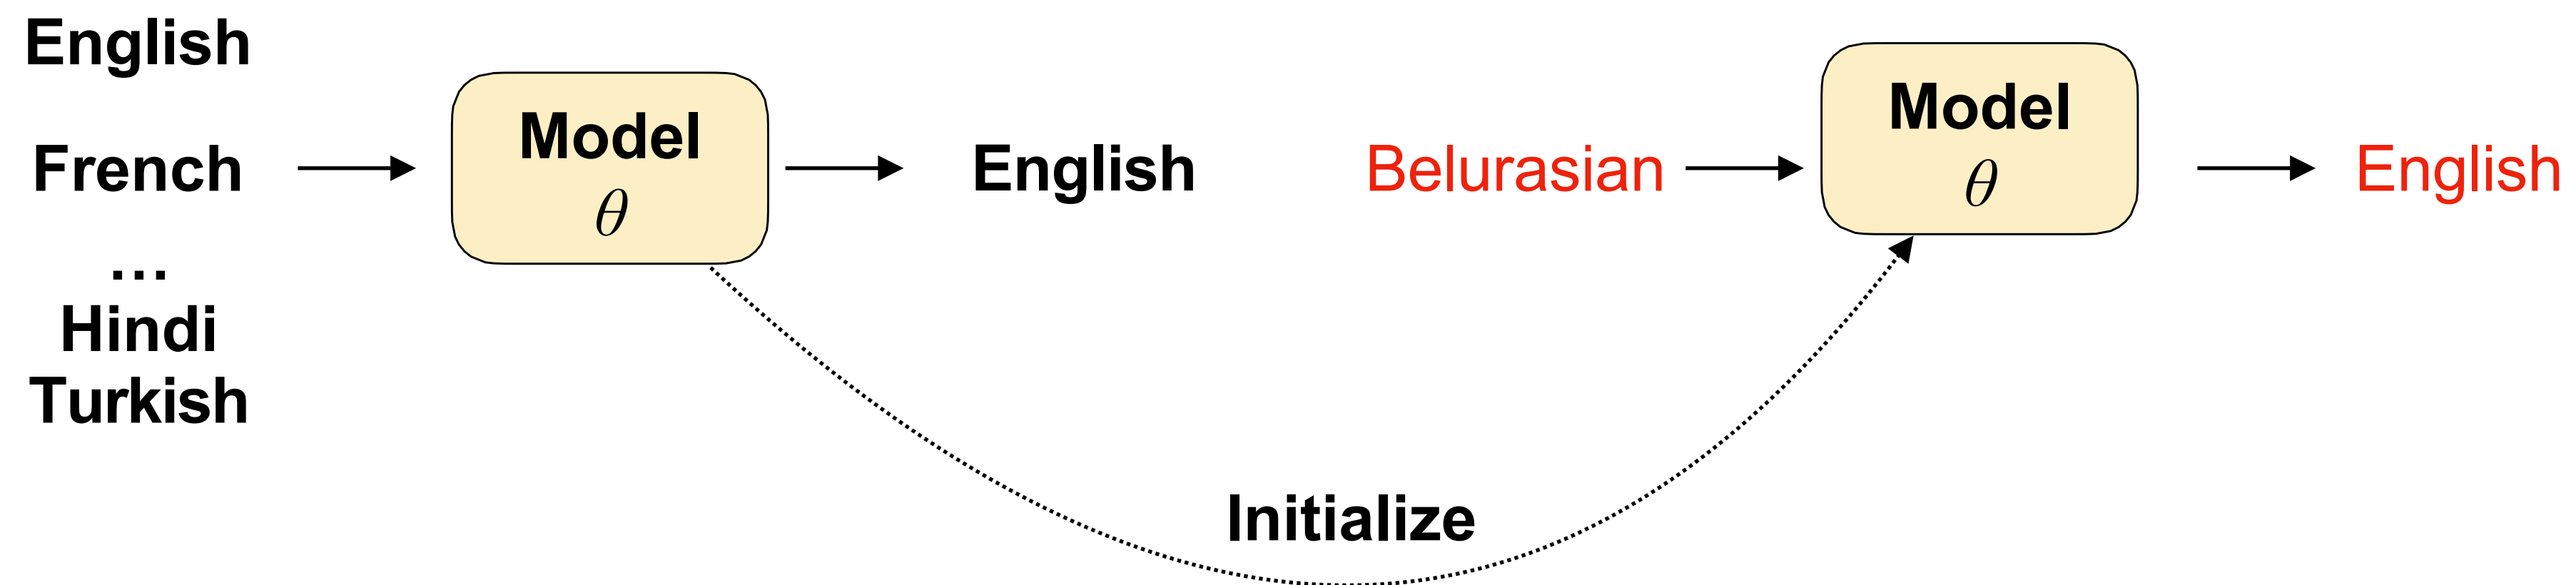 English
French
…
Hindi
Turkish
Model
θ
English
Belurasian
Model
θ
English
Initialize